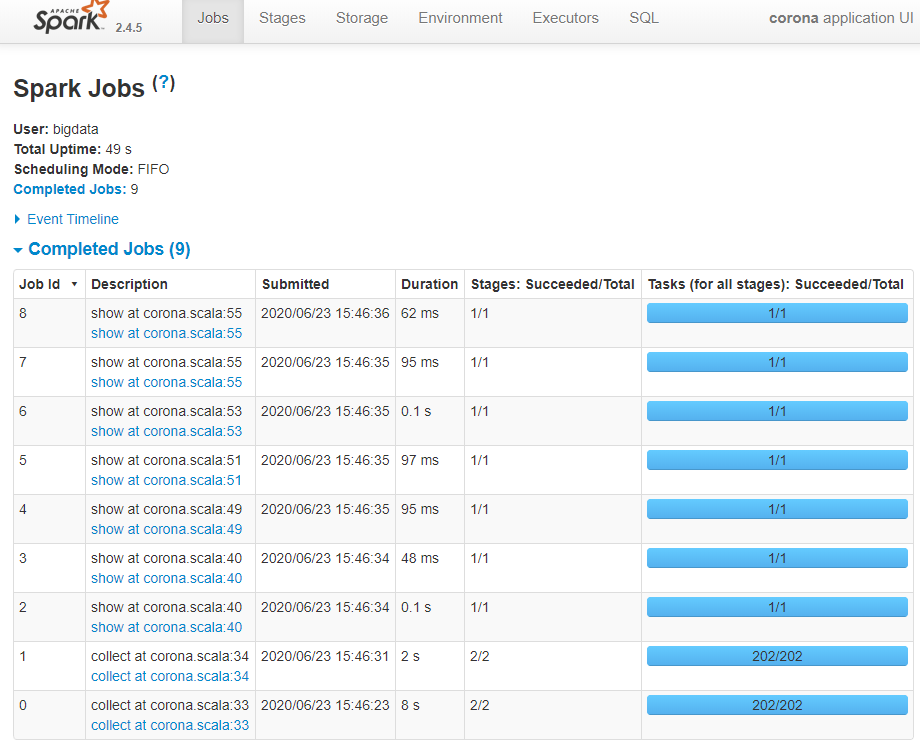 APACHE
Spark 2.4.5 Jobs Stages Storage Environment Executors SQL corona application UI
Spark Jobs (?)
User: bigdata
Total Uptime: 49 s
Scheduling Mode: FIFO
Completed Jobs: 9
Event Timeline
Completed Jobs (9)
Job Id Description Submitted Duration Stages: Succeeded/Total Tasks (for all stages): Succeeded/Total
8 show at corona.scala:55 2020/06/23 15:46:36 62 ms 1/1 1/1
show at corona.scala:55
7 show at corona.scala:55 2020/06/23 15:46:35 95 ms 1/1 1/1
show at corona.scala:55
6 show at corona.scala:53 2020/06/23 15:46:35 0.1 s 1/1 1/1
show at corona.scala:53
5 show at corona.scala:51 2020/06/23 15:46:35 97 ms 1/1 1/1
show at corona.scala:51
4 show at corona.scala:49 2020/06/23 15:46:35 95 ms 1/1 1/1
show at corona.scala:49
3 show at corona.scala:40 2020/06/23 15:46:34 48 ms 1/1 1/1
show at corona.scala:40
2 show at corona.scala:40 2020/06/23 15:46:34 0.1 s 1/1 1/1
show at corona.scala:40
1 collect at corona.scala:34 2020/06/23 15:46:31 2 s 2/2 202/202
collect at corona.scala:34
0 collect at corona.scala:33 2020/06/23 15:46:23 8 s 2/2 202/202
collect at corona.scala:33